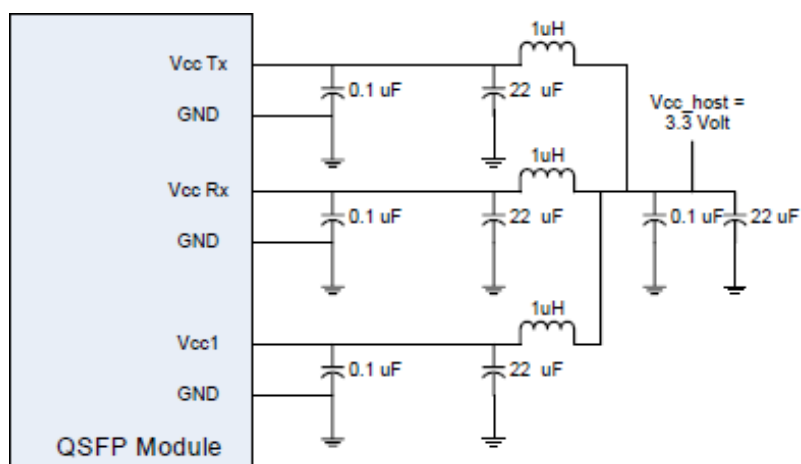 1uH
Vcc Tx
0.1 uF
22 uF
GND
Vcc_host =
3.3 Volt
1uH
Vcc Rx
0.1 uF
22 uF
0.1 uF
22 uF
GND
1uH
Vcc1
0.1 uF
22 uF
GND
QSFP Module